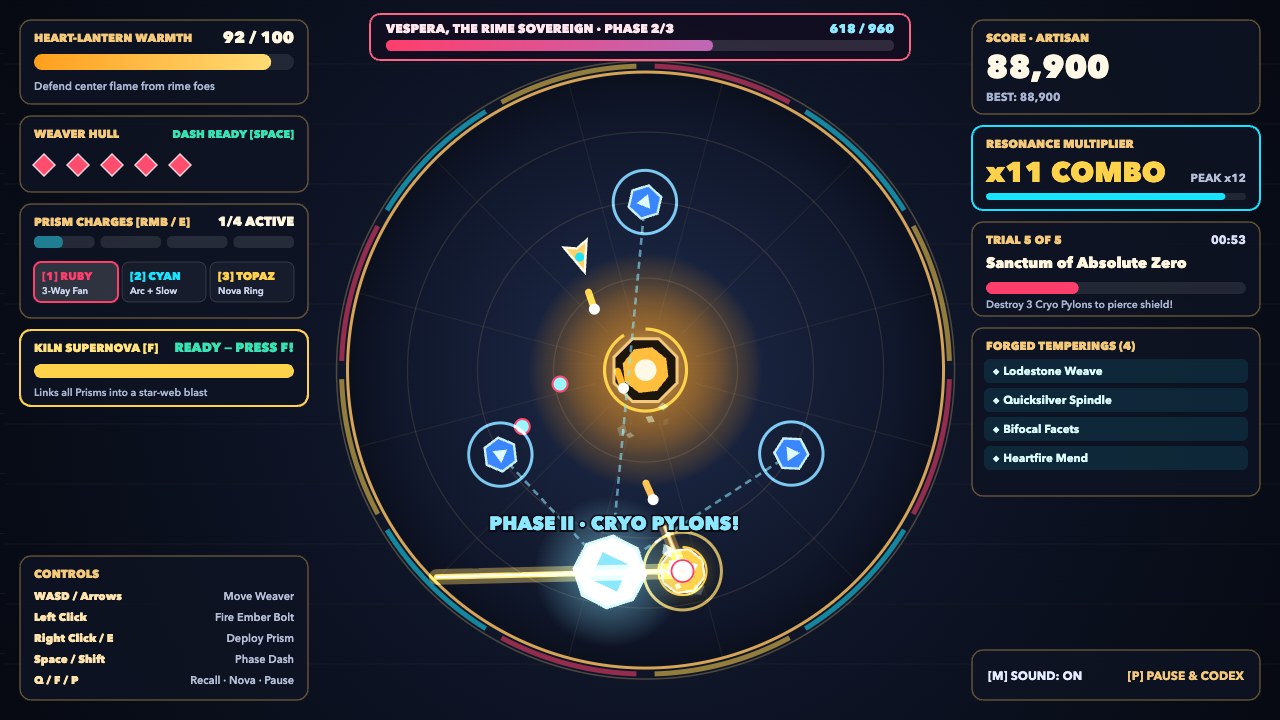 HEART-LANTERN WARMTH 92 / 100
Defend center flame from rime foes
WEAVER HULL DASH READY [SPACE]
PRISM CHARGES [RMB / E] 1/4 ACTIVE
[1] RUBY
3-Way Fan
[2] CYAN
Arc + Slow
[3] TOPAZ
Nova Ring
KILN SUPERNOVA [F] READY – PRESS F!
Links all Prisms into a star-web blast
CONTROLS
WASD / Arrows Move Weaver
Left Click Fire Ember Bolt
Right Click / E Deploy Prism
Space / Shift Phase Dash
Q / F / P Recall · Nova · Pause
VESPERA, THE RIME SOVEREIGN · PHASE 2/3 618 / 960
PHASE II · CRYO PYLONS!
SCORE · ARTISAN
88,900
BEST: 88,900
RESONANCE MULTIPLIER
x11 COMBO PEAK x12
TRIAL 5 OF 5 00:53
Sanctum of Absolute Zero
Destroy 3 Cryo Pylons to pierce shield!
FORGED TEMPERINGS (4)
◆ Lodestone Weave
◆ Quicksilver Spindle
◆ Bifocal Facets
◆ Heartfire Mend
[M] SOUND: ON [P] PAUSE & CODEX